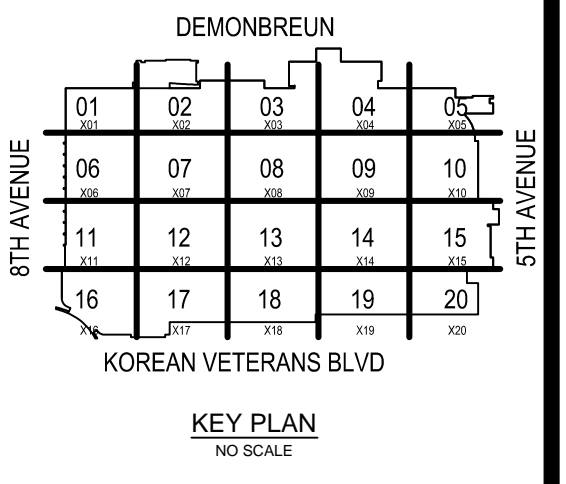 DEMONBREUN
01 02 03 04 05
X01 X02 X03 X04 X05
8TH AVENUE
06 07 08 09 10
X06 X07 X08 X09 X10
5TH AVENUE
11 12 13 14 15
X11 X12 X13 X14 X15
16 17 18 19 20
X16 X17 X18 X19 X20
KOREAN VETERANS BLVD
KEY PLAN
NO SCALE